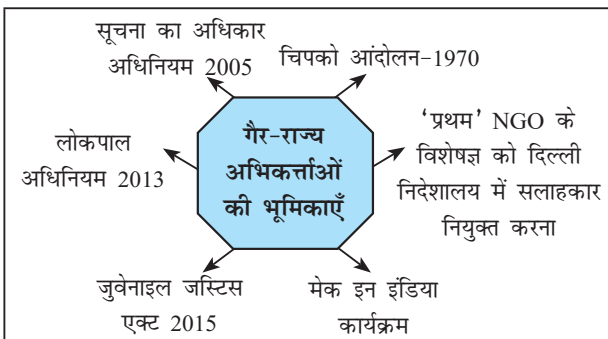 सूचना का अधिकार
अधिनियम 2005
चिपको आंदोलन-1970
लोकपाल
अधिनियम 2013
गैर-राज्य
अभिकर्त्ताओं
की भूमिकाएँ
‘प्रथम’ NGO के
विशेषज्ञ को दिल्ली
निदेशालय में सलाहकार
नियुक्त करना
जुवेनाइल जस्टिस
एक्ट 2015
मेक इन इंडिया
कार्यक्रम